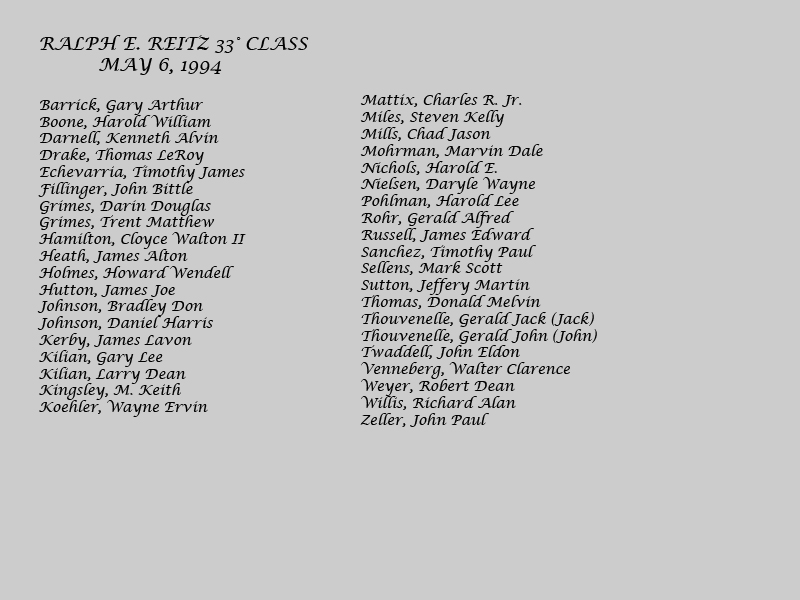 RALPH E. REITZ 33° CLASS
MAY 6, 1994
Barrick, Gary Arthur
Boone, Harold William
Darnell, Kenneth Alvin
Drake, Thomas LeRoy
Echevarria, Timothy James
Fillinger, John Bittle
Grimes, Darin Douglas
Grimes, Trent Matthew
Hamilton, Cloyce Walton II
Heath, James Alton
Holmes, Howard Wendell
Hutton, James Joe
Johnson, Bradley Don
Johnson, Daniel Harris
Kerby, James Lavon
Kilian, Gary Lee
Kilian, Larry Dean
Kingsley, M. Keith
Koehler, Wayne Ervin
Mattix, Charles R. Jr.
Miles, Steven Kelly
Mills, Chad Jason
Mohrman, Marvin Dale
Nichols, Harold E.
Nielsen, Daryle Wayne
Pohlman, Harold Lee
Rohr, Gerald Alfred
Russell, James Edward
Sanchez, Timothy Paul
Sellens, Mark Scott
Sutton, Jeffery Martin
Thomas, Donald Melvin
Thouvenelle, Gerald Jack (Jack)
Thouvenelle, Gerald John (John)
Twaddell, John Eldon
Venneberg, Walter Clarence
Weyer, Robert Dean
Willis, Richard Alan
Zeller, John Paul